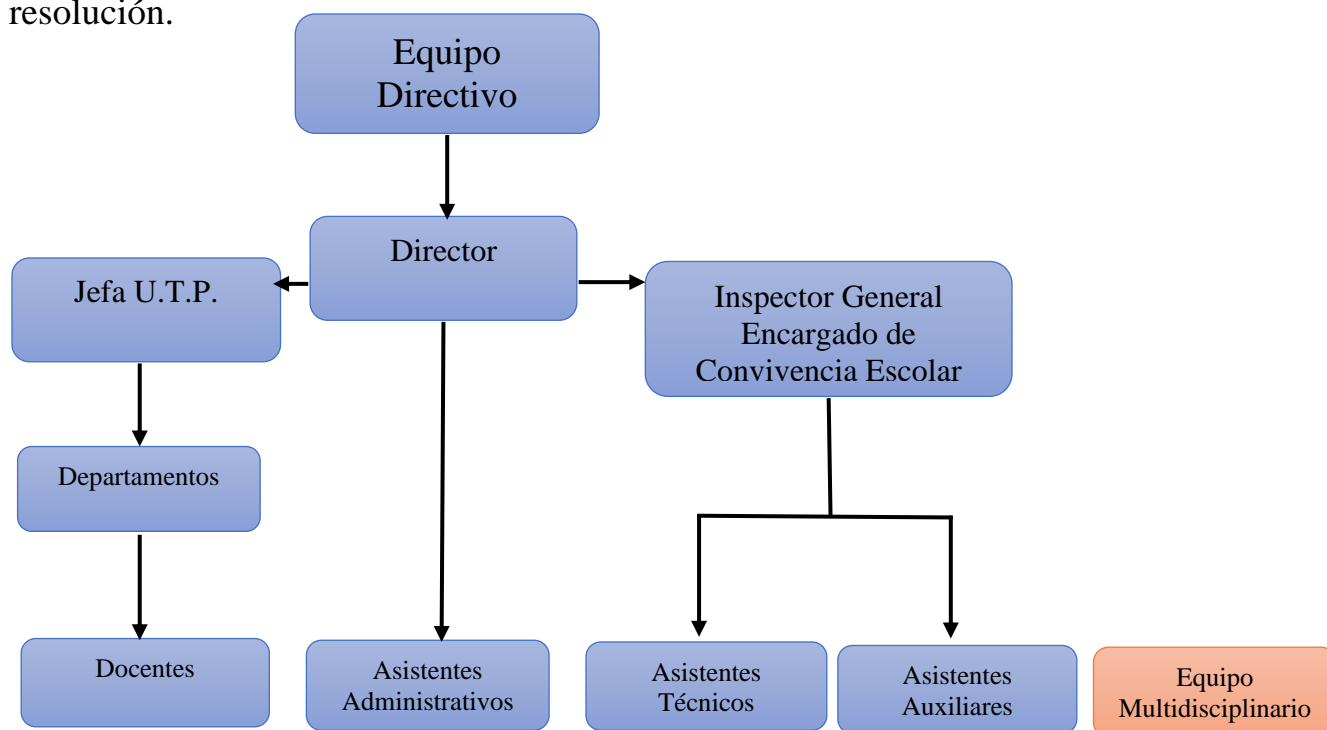 resolución.
Equipo
Directivo
Director
Jefa U.T.P.
Inspector General
Encargado de
Convivencia Escolar
Departamentos
Docentes
Asistentes
Administrativos
Asistentes
Técnicos
Asistentes
Auxiliares
Equipo
Multidisciplinario